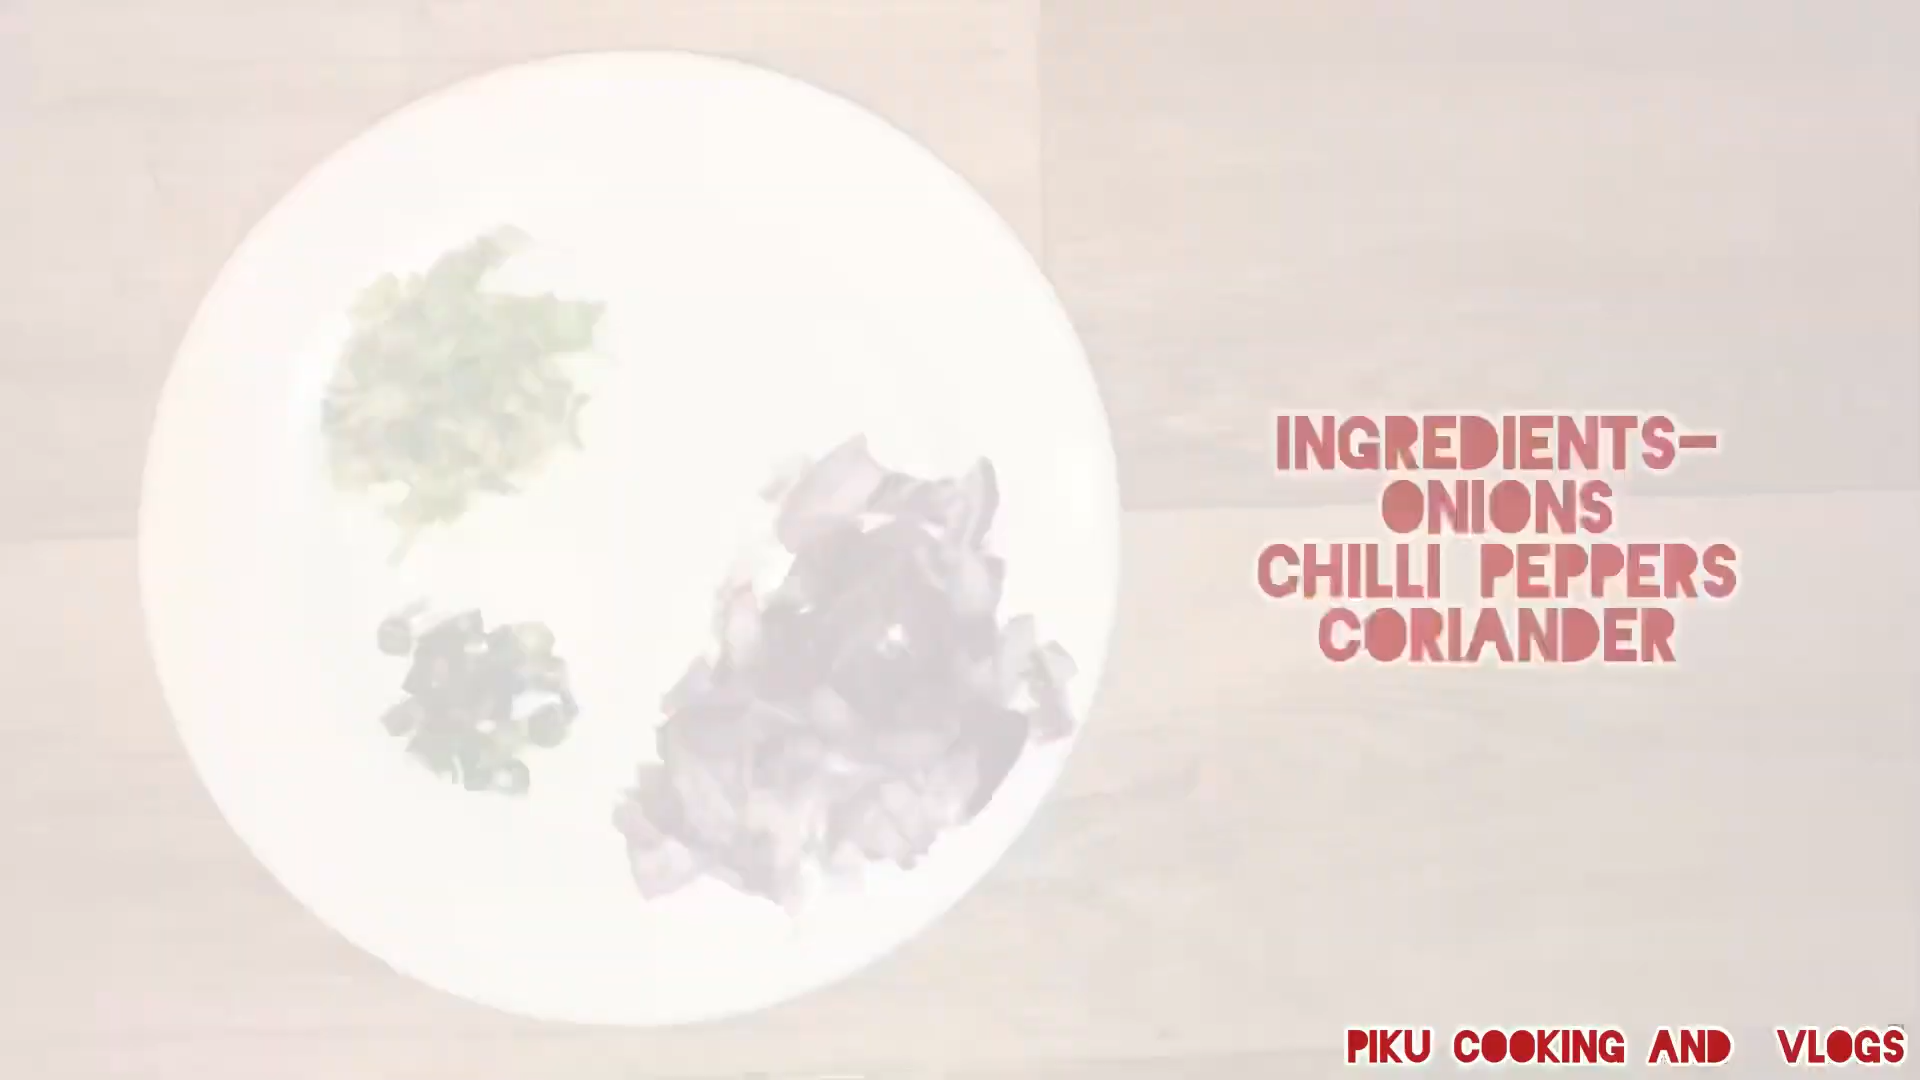 INGREDIENTS-
ONIONS
CHILLI PEPPERS
CORIANDER
PIKU COOKING AND VLOGS